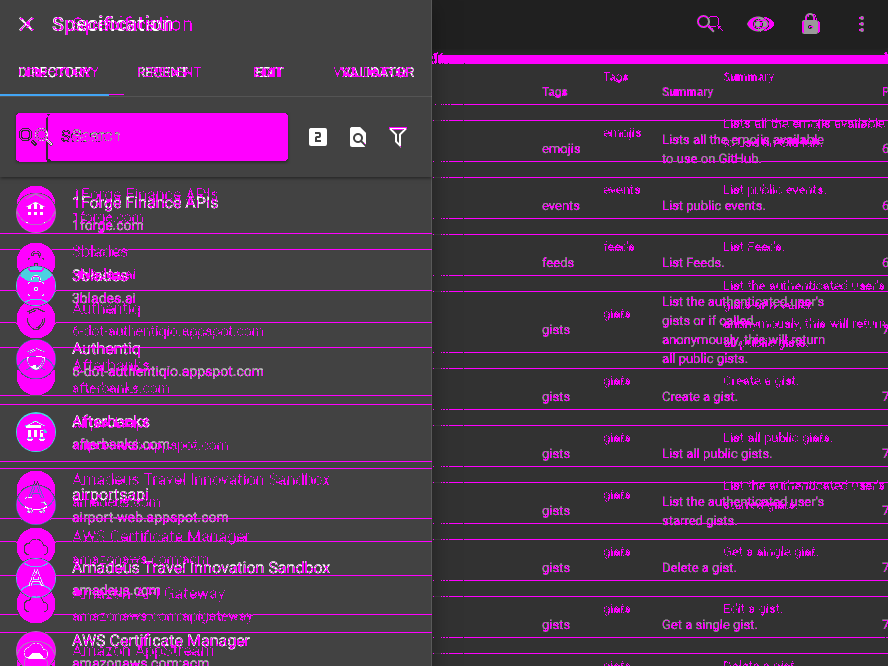 Specification
DIRECTORY RECENT EDIT VALIDATOR
Search
2
1Forge Finance APIs
1forge.com
3blades
3blades.ai
Authentiq
6-dot-authentiqio.appspot.com
Afterbanks
afterbanks.com
airportsapi
airport-web.appspot.com
Amadeus Travel Innovation Sandbox
amadeus.com
AWS Certificate Manager
amazonaws.com:acm
Tags Summary
emojis Lists all the emojis available
to use on GitHub.
events List public events.
feeds List Feeds.
gists List the authenticated user's
gists or if called
anonymously, this will return
all public gists.
gists Create a gist.
gists List all public gists.
gists List the authenticated user's
starred gists.
gists Delete a gist.
gists Get a single gist.